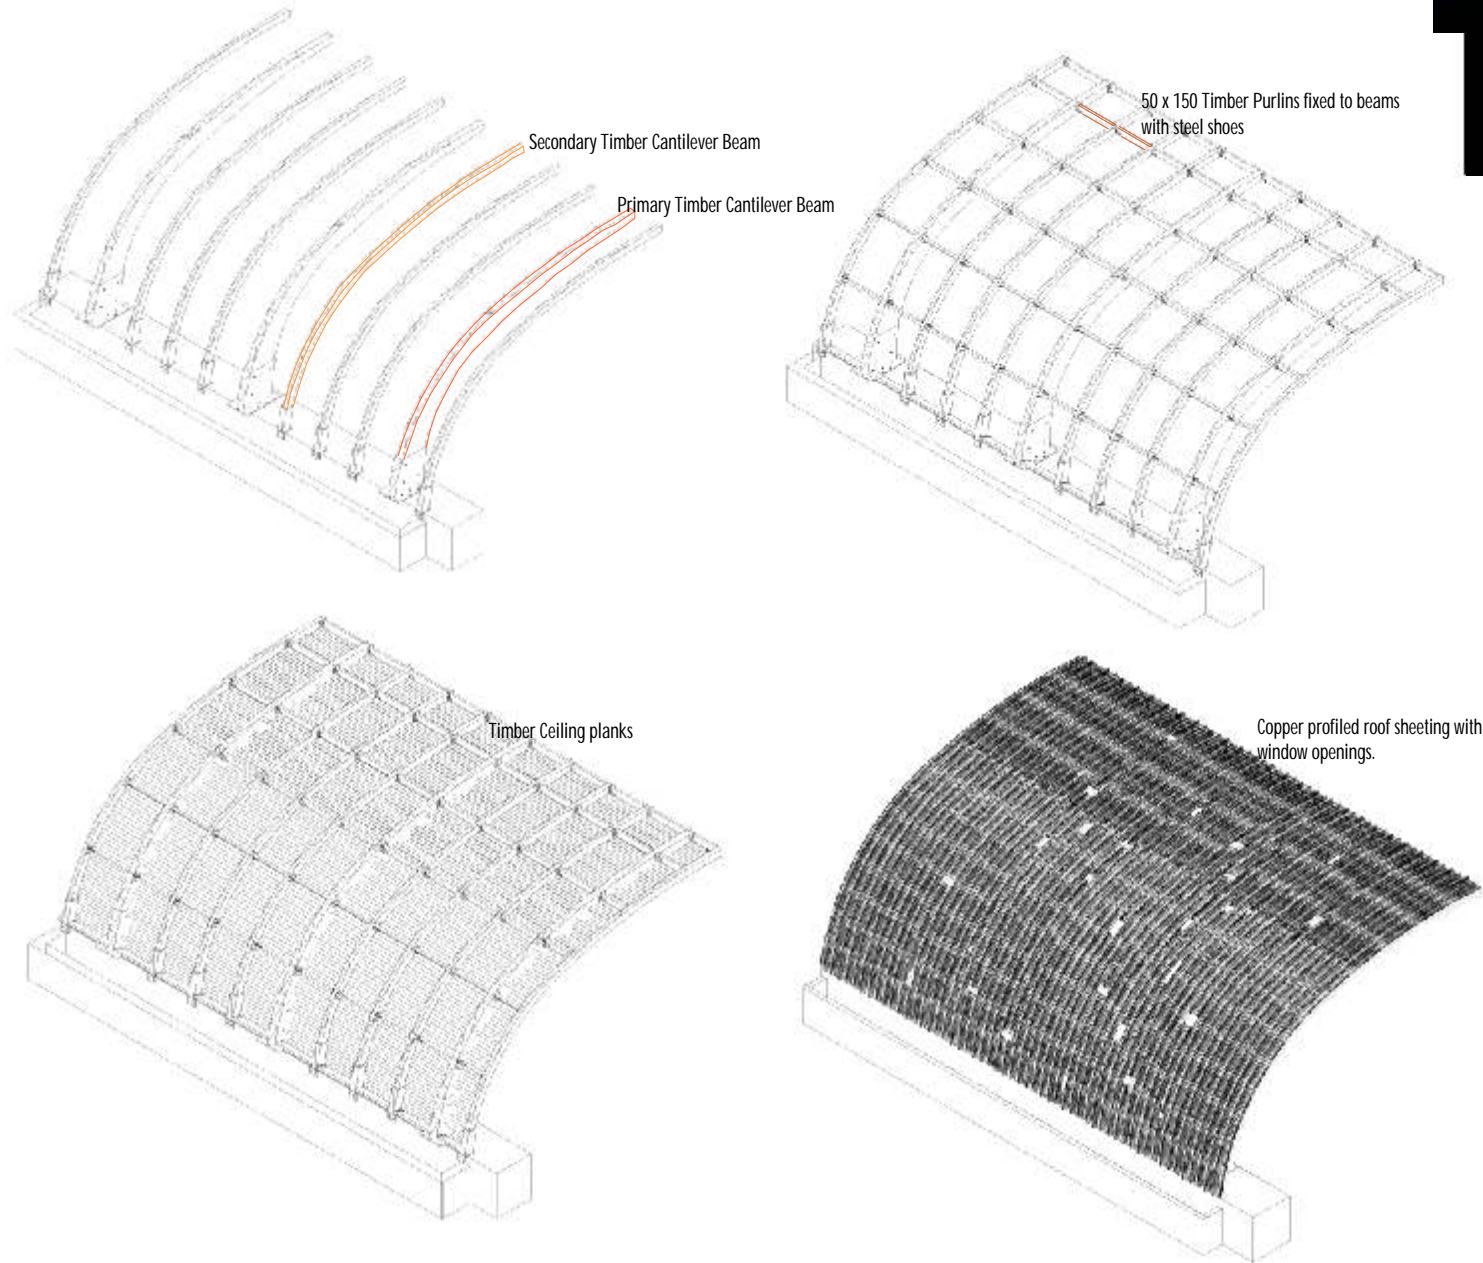 Secondary Timber Cantilever Beam
Primary Timber Cantilever Beam
50 x 150 Timber Purlins fixed to beams
with steel shoes
Timber Ceiling planks
Copper profiled roof sheeting with
window openings.